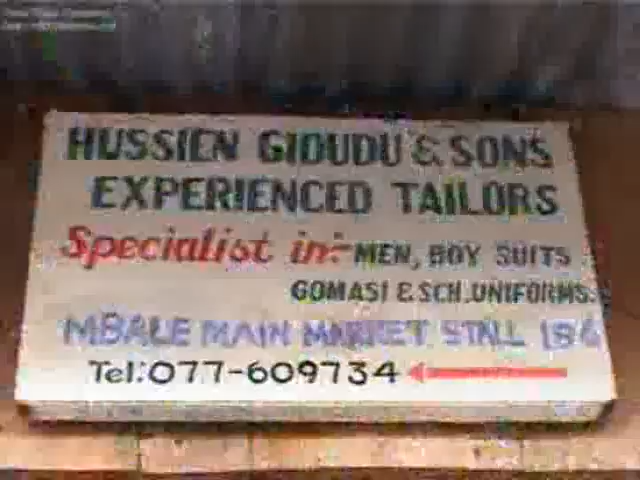 HUSSIEN GIDUDU & SONS
EXPERIENCED TAILORS
Specialist in:- MEN, BOY SUITS
GOMASI & SCH. UNIFORMS.
MBALE MAIN MARKET STALL
Tel: 077-609734